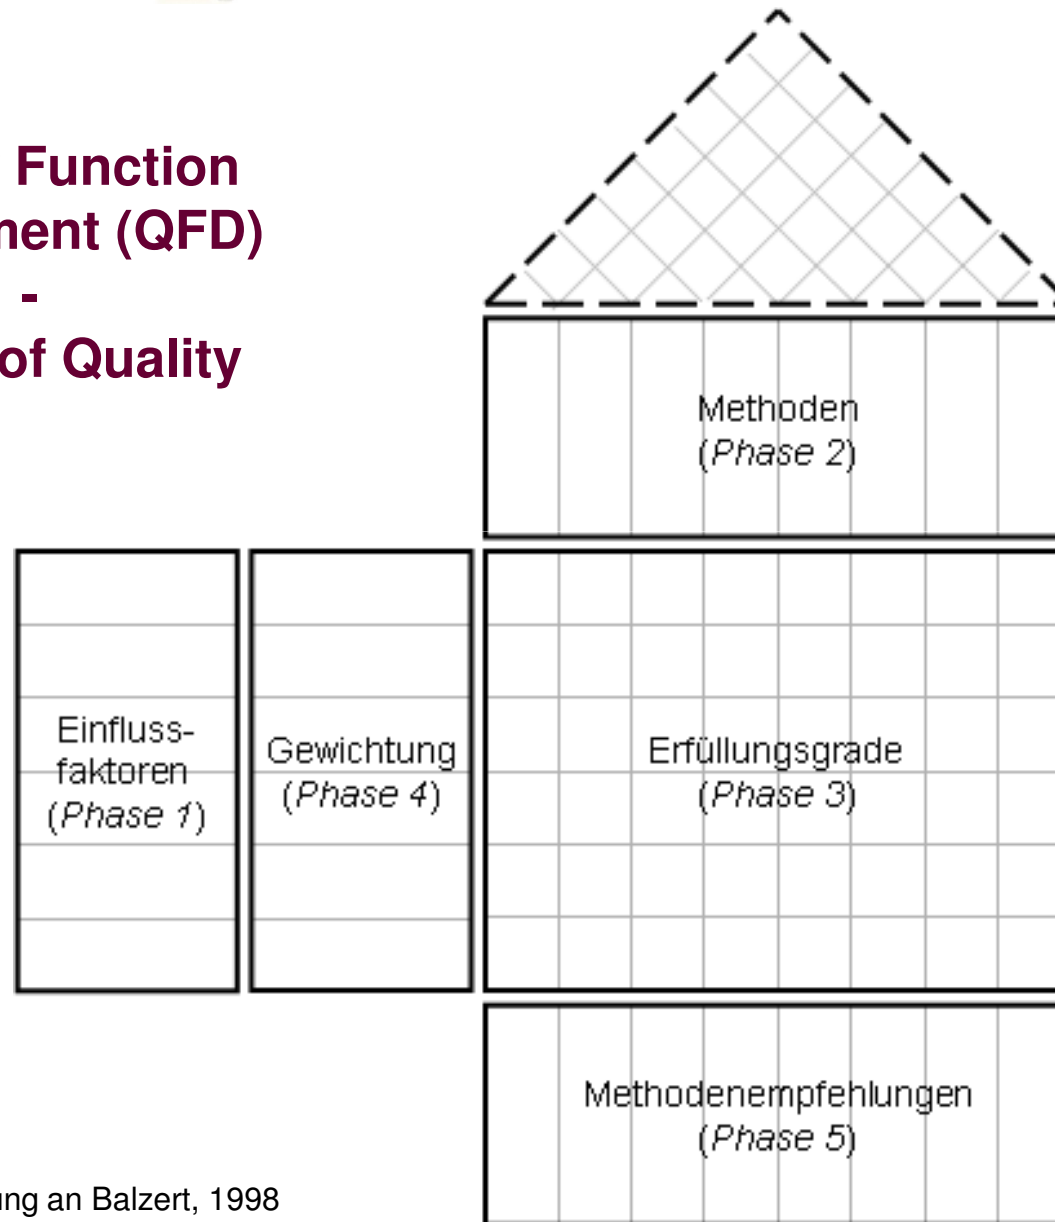 Function
ment (QFD)
-
of Quality
Methoden
(Phase 2)
Einfluss-
faktoren
(Phase 1)
Gewichtung
(Phase 4)
Erfüllungsgrade
(Phase 3)
Methodenempfehlungen
(Phase 5)
ung an Balzert, 1998